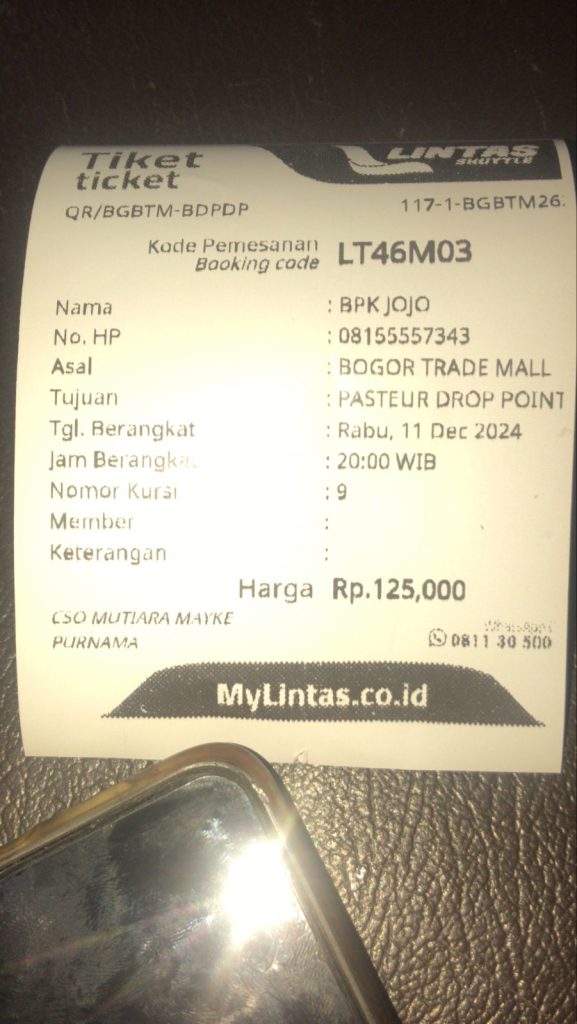 Tiket
ticket
LINTAS
SHUTTLE
QR/BGBTM-BDPDP
117-1-BGBTM26
Kode Pemesanan
Booking code
LT46M03
Nama : BPK JOJO
No. HP : 08155557343
Asal : BOGOR TRADE MALL
Tujuan : PASTEUR DROP POINT
Tgl. Berangkat : Rabu, 11 Dec 2024
Jam Berangka : 20:00 WIB
Nomor Kursi : 9
Member :
Keterangan :
Harga Rp.125,000
CSO MUTIARA MAYKE
PURNAMA
WhatsApp
0811 30 500
MyLintas.co.id